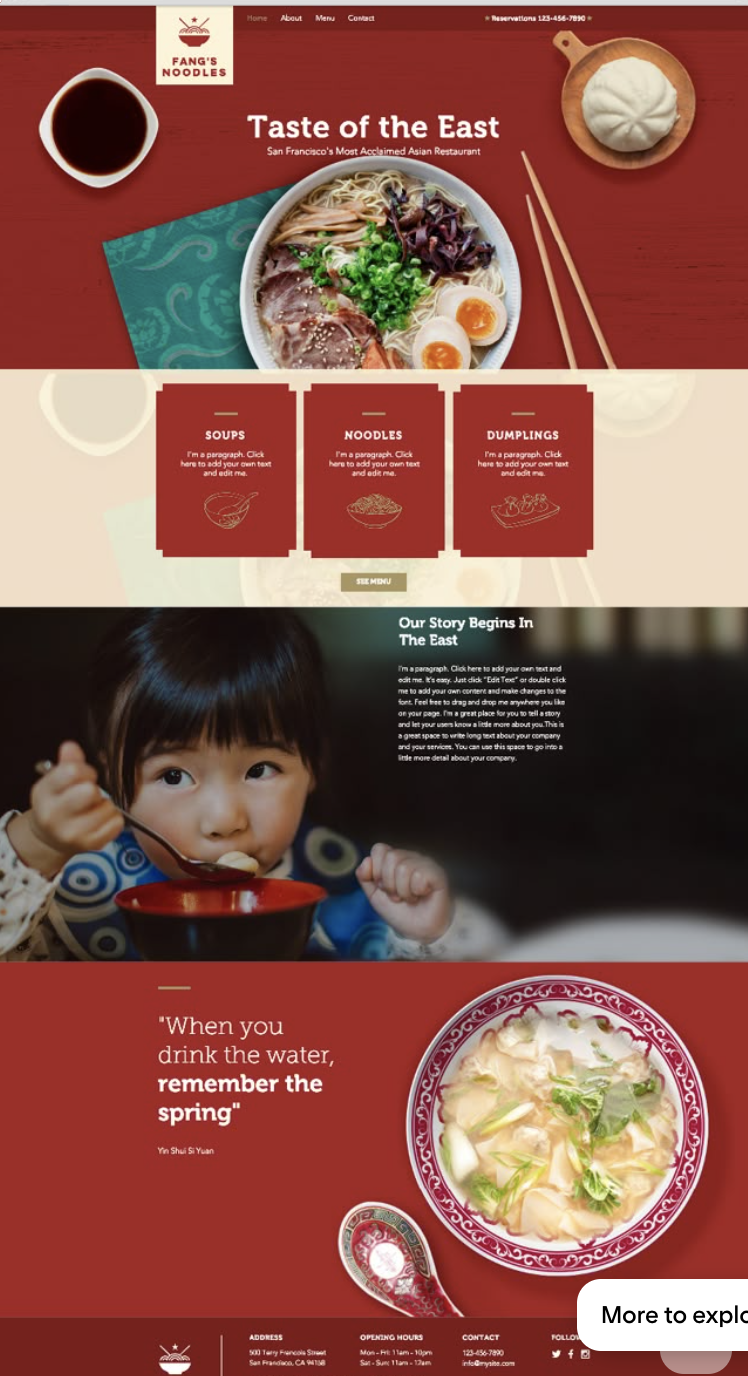 Home About Menu Contact
Reservations 123-456-7890
FANG'S
NOODLES
Taste of the East
San Francisco's Most Acclaimed Asian Restaurant
SOUPS
I'm a paragraph. Click
here to add your own text
and edit me.
NOODLES
I'm a paragraph. Click
here to add your own text
and edit me.
DUMPLINGS
I'm a paragraph. Click
here to add your own text
and edit me.
SEE MENU
Our Story Begins In
The East
I'm a paragraph. Click here to add your own text and
edit me. It's easy. Just click "Edit Text" or double click
me to add your own content and make changes to the
font. Feel free to drag and drop me anywhere you like
on your page. I'm a great place for you to tell a story
and let your users know a little more about you.This is
a great space to write long text about your company
and your services. You can use this space to go into a
little more detail about your company.
"When you
drink the water,
remember the
spring"
Yin Shui Si Yuan
More to explo
ADDRESS
500 Terry Francois Street
San Francisco, CA 94158
OPENING HOURS
Mon - Fri: 11am - 10pm
Sat - Sun: 11am - 12am
CONTACT
123-456-7890
info@mysite.com
FOLLOW